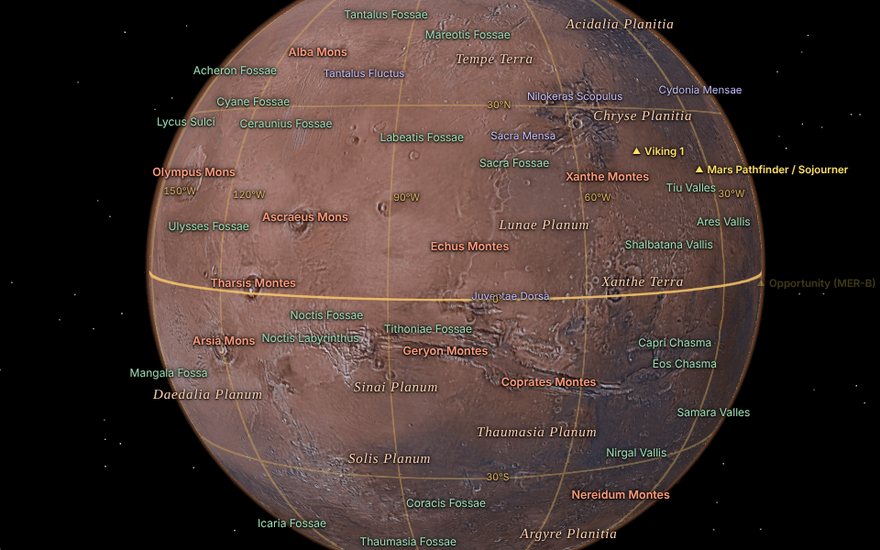 Tantalus Fossae
Acidalia Planitia
Mareotis Fossae
Alba Mons
Tempe Terra
Acheron Fossae
Tantalus Fluctus
Cydonia Mensae
Nilokeras Scopulus
Cyane Fossae
30°N
Chryse Planitia
Lycus Sulci
Ceraunius Fossae
Labeatis Fossae
Sacra Mensa
Viking 1
Sacra Fossae
Mars Pathfinder / Sojourner
Olympus Mons
Xanthe Montes
Tiu Valles
150°W
120°W
90°W
60°W
30°W
Ascraeus Mons
Ares Vallis
Ulysses Fossae
Lunae Planum
Echus Montes
Shalbatana Vallis
Tharsis Montes
Xanthe Terra
Opportunity (MER-B)
Juventae Dorsa
0°
Noctis Fossae
Tithoniae Fossae
Arsia Mons
Noctis Labyrinthus
Capri Chasma
Geryon Montes
Eos Chasma
Mangala Fossa
Coprates Montes
Sinai Planum
Daedalia Planum
Samara Valles
Thaumasia Planum
Nirgal Vallis
Solis Planum
30°S
Nereidum Montes
Coracis Fossae
Icaria Fossae
Argyre Planitia
Thaumasia Fossae